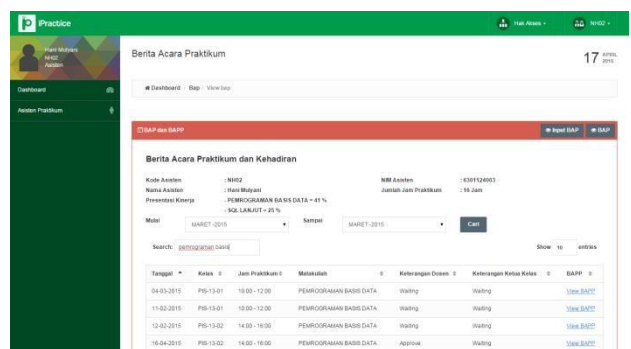 iPractice
Hak Akses
NH02
Hani Mulyani
NH02
Asisten
Berita Acara Praktikum
17 APRIL 2015
Dashboard
Asisten Praktikum
Dashboard / Bap / View bap
BAP dan BAPP
Input BAP
BAP
Berita Acara Praktikum dan Kehadiran
Kode Asisten : NH02 NIM Asisten : 6301124003
Nama Asisten : Hani Mulyani Jumlah Jam Praktikum : 16 Jam
Presentasi Kinerja - PEMROGRAMAN BASIS DATA = 41 %
- SQL LANJUT = 25 %
Mulai MARET -2015 Sampai MARET -2015 Cari
Search: pemrograman basis Show 10 entries
Tanggal Kelas Jam Praktikum Matakuliah Keterangan Dosen Keterangan Ketua Kelas BAPP
04-03-2015 PIS-13-01 10:00 - 12:00 PEMROGRAMAN BASIS DATA Waiting Waiting View BAPP
11-02-2015 PIS-13-01 10:00 - 12:00 PEMROGRAMAN BASIS DATA Waiting Waiting View BAPP
12-02-2015 PIS-13-02 14:00 - 16:00 PEMROGRAMAN BASIS DATA Waiting Waiting View BAPP
16-04-2015 PIS-13-02 14:00 - 16:00 PEMROGRAMAN BASIS DATA Approve Waiting View BAPP